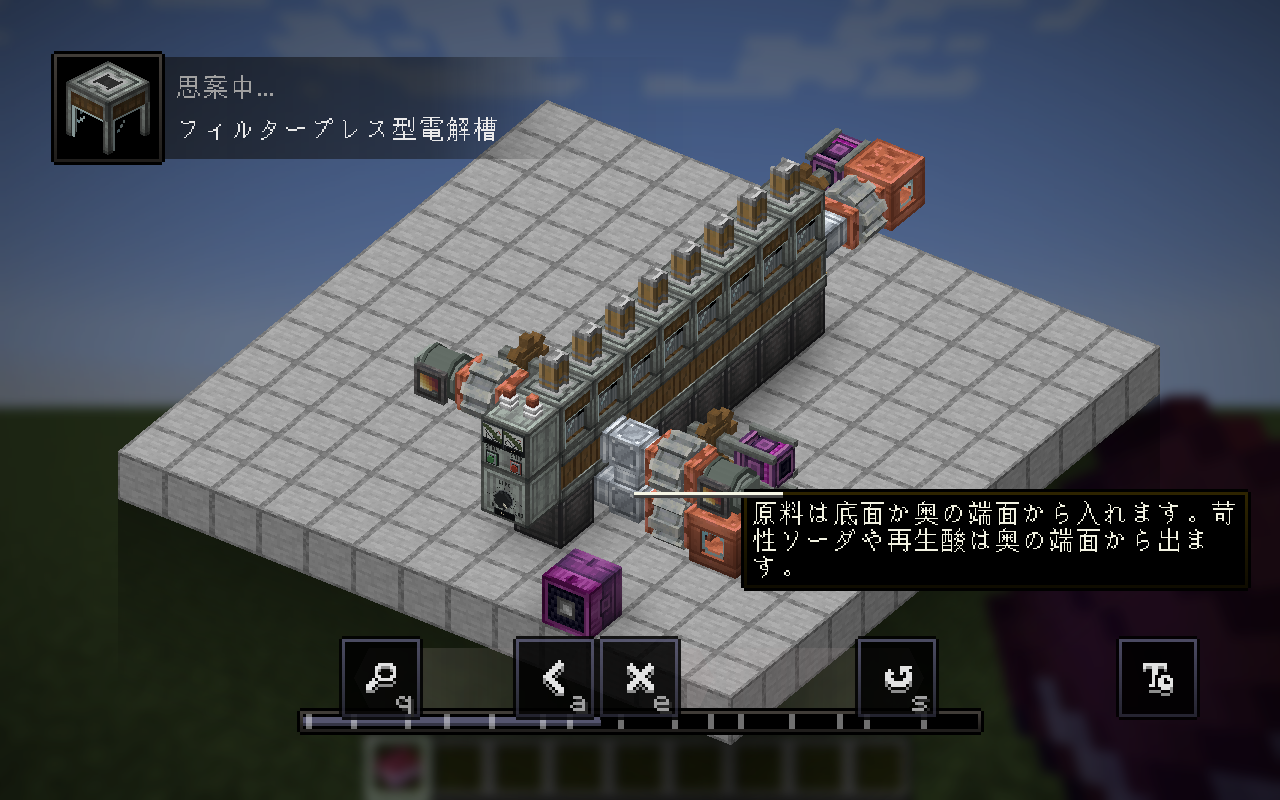 思案中...
フィルタープレス型電解槽
原料は底面か奥の端面から入れます。苛
性ソーダや再生酸は奥の端面から出ま
す。
q
a
e
s